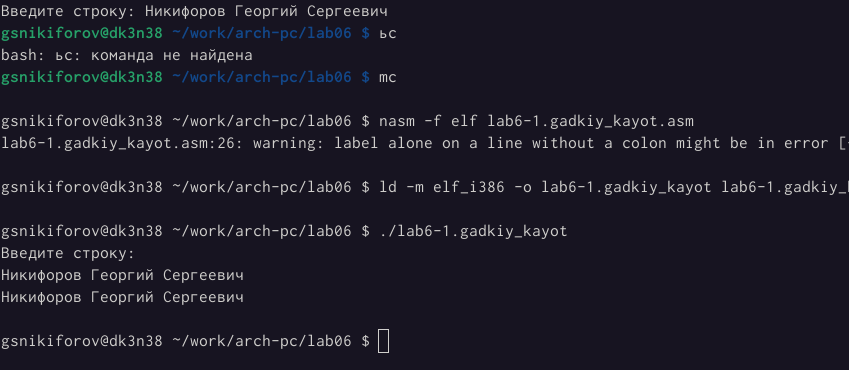 Введите строку: Никифоров Георгий Сергеевич
gsnikiforov@dk3n38 ~/work/arch-pc/lab06 $ ьс
bash: ьс: команда не найдена
gsnikiforov@dk3n38 ~/work/arch-pc/lab06 $ mc
gsnikiforov@dk3n38 ~/work/arch-pc/lab06 $ nasm -f elf lab6-1.gadkiy_kayot.asm
lab6-1.gadkiy_kayot.asm:26: warning: label alone on a line without a colon might be in error [-
gsnikiforov@dk3n38 ~/work/arch-pc/lab06 $ ld -m elf_i386 -o lab6-1.gadkiy_kayot lab6-1.gadkiy_k
gsnikiforov@dk3n38 ~/work/arch-pc/lab06 $ ./lab6-1.gadkiy_kayot
Введите строку:
Никифоров Георгий Сергеевич
Никифоров Георгий Сергеевич
gsnikiforov@dk3n38 ~/work/arch-pc/lab06 $